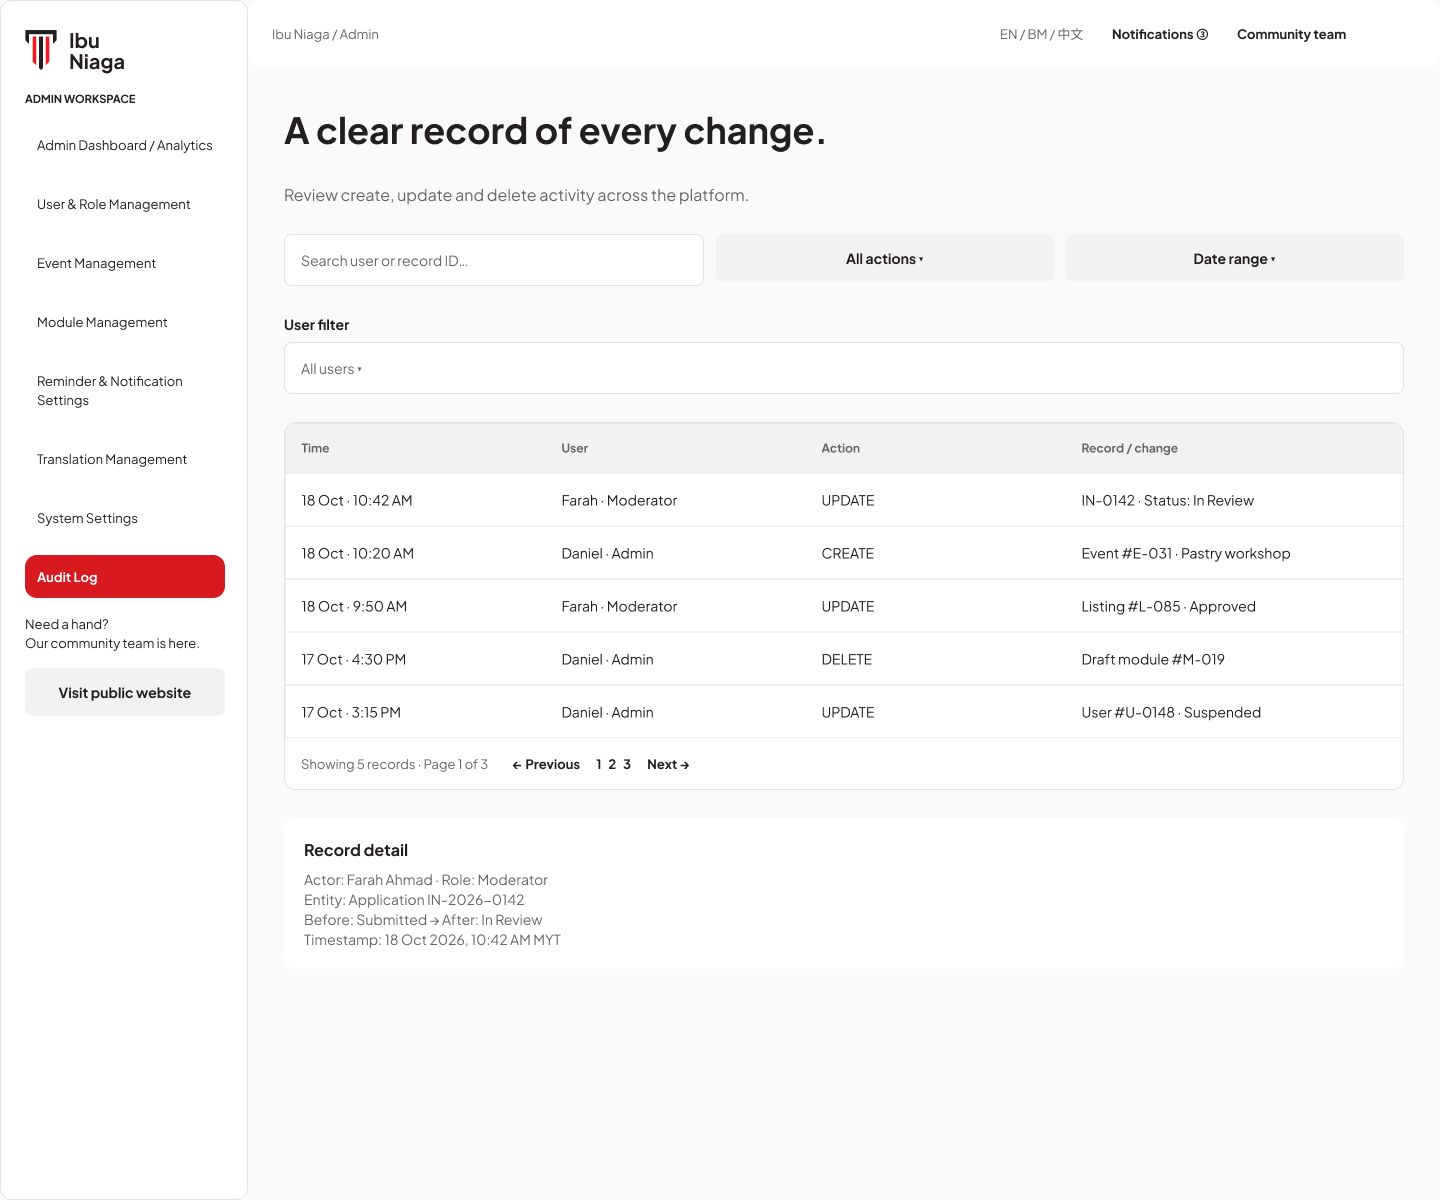 Ibu
Niaga
ADMIN WORKSPACE
Admin Dashboard / Analytics
User & Role Management
Event Management
Module Management
Reminder & Notification
Settings
Translation Management
System Settings
Audit Log
Need a hand?
Our community team is here.
Visit public website
Ibu Niaga / Admin
EN / BM / 中文 Notifications ③ Community team
A clear record of every change.
Review create, update and delete activity across the platform.
Search user or record ID…
All actions ▾
Date range ▾
User filter
All users ▾
Time User Action Record / change
18 Oct · 10:42 AM Farah · Moderator UPDATE IN-0142 · Status: In Review
18 Oct · 10:20 AM Daniel · Admin CREATE Event #E-031 · Pastry workshop
18 Oct · 9:50 AM Farah · Moderator UPDATE Listing #L-085 · Approved
17 Oct · 4:30 PM Daniel · Admin DELETE Draft module #M-019
17 Oct · 3:15 PM Daniel · Admin UPDATE User #U-0148 · Suspended
Showing 5 records · Page 1 of 3 ← Previous 1 2 3 Next →
Record detail
Actor: Farah Ahmad · Role: Moderator
Entity: Application IN-2026-0142
Before: Submitted → After: In Review
Timestamp: 18 Oct 2026, 10:42 AM MYT